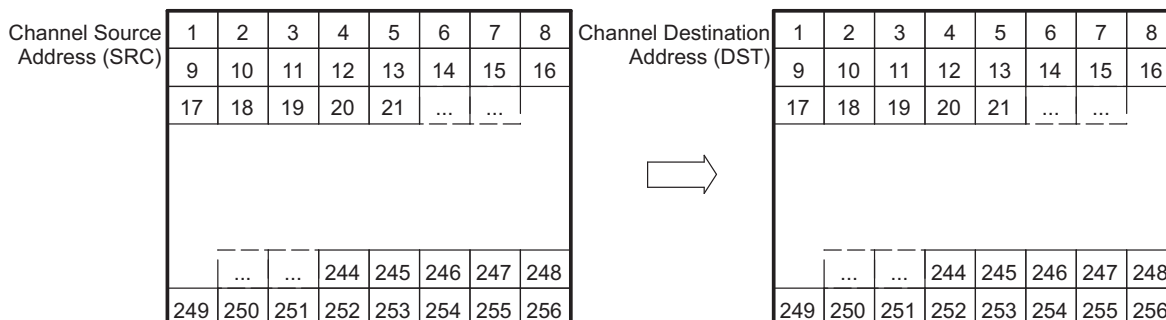 Channel Source
Address (SRC)
1 2 3 4 5 6 7 8
9 10 11 12 13 14 15 16
17 18 19 20 21 ... ...
... ... 244 245 246 247 248
249 250 251 252 253 254 255 256
Channel Destination
Address (DST)
1 2 3 4 5 6 7 8
9 10 11 12 13 14 15 16
17 18 19 20 21 ... ...
... ... 244 245 246 247 248
249 250 251 252 253 254 255 256